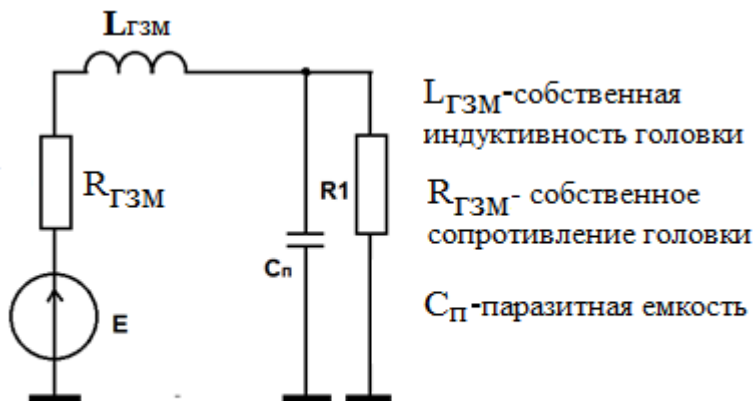 LГЗМ
LГЗМ-собственная
индуктивность головки
RГЗМ
R1
RГЗМ- собственное
сопротивление головки
Cп
E
CП-паразитная емкость